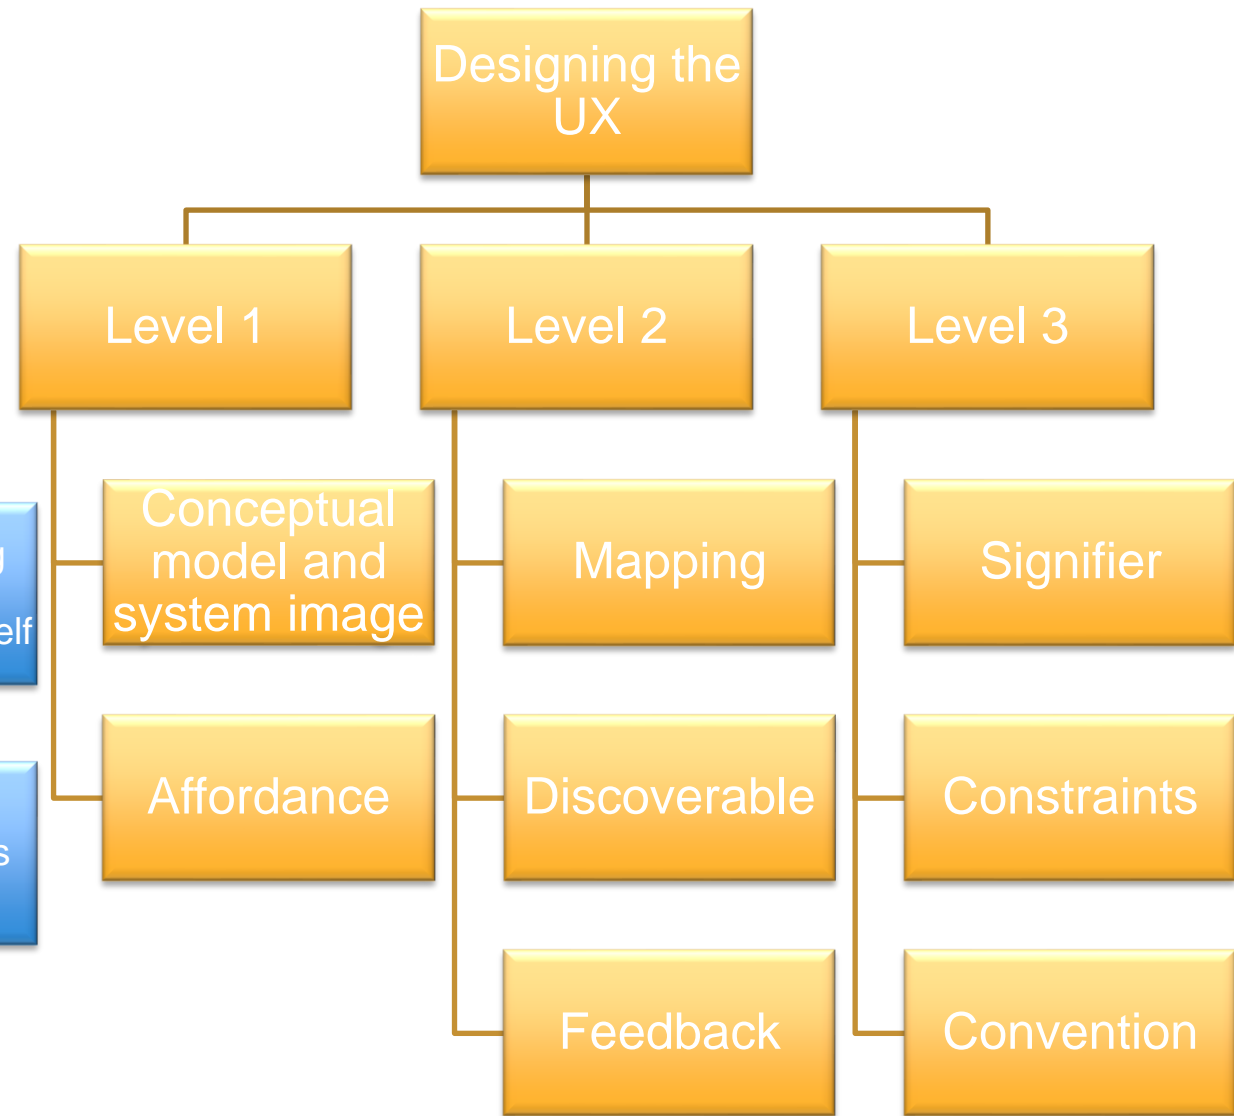 Designing the
UX
Level 1
Level 2
Level 3
Conceptual
model and
system image
Mapping
Signifier
Affordance
Discoverable
Constraints
Feedback
Convention